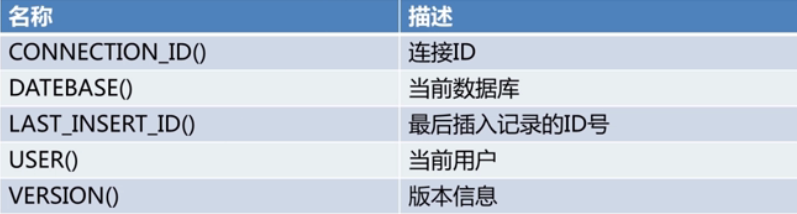 名称 描述
CONNECTION_ID() 连接ID
DATEBASE() 当前数据库
LAST_INSERT_ID() 最后插入记录的ID号
USER() 当前用户
VERSION() 版本信息